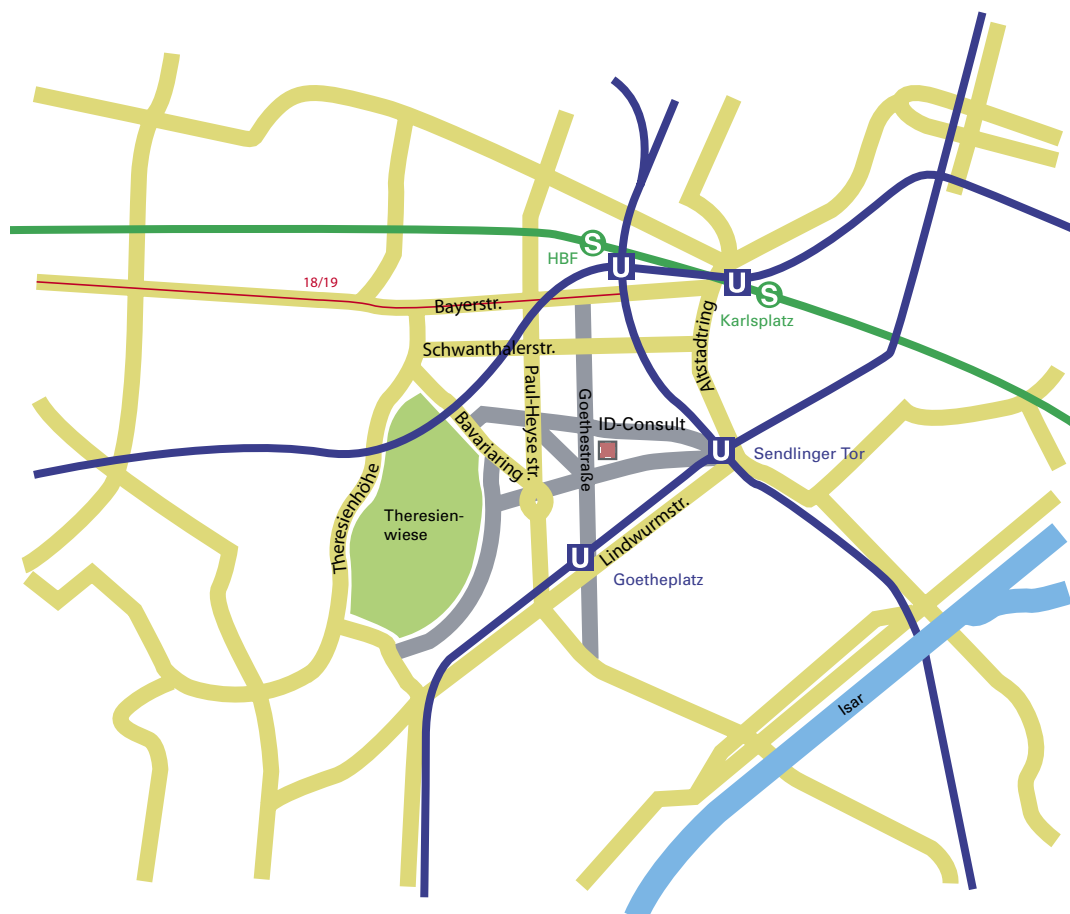 S
HBF
U
18/19
U
S
Karlsplatz
Bayerstr.
Altstadtring
Schwanthalerstr.
Paul-Heyse str.
Goethestraße
Bavariaring
ID-Consult
U
Sendlinger Tor
Theresienhöhe
Theresien-
wiese
Lindwurmstr.
U
Goetheplatz
Isar